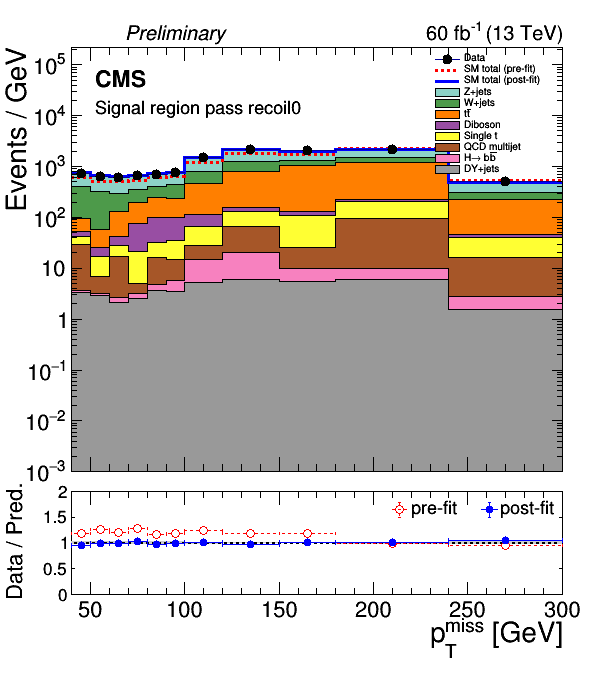 Preliminary 60 fb⁻¹ (13 TeV)
Events / GeV
10⁵
10⁴
10³
10²
10
1
10⁻¹
10⁻²
10⁻³
CMS
Signal region pass recoil0
Data
SM total (pre-fit)
SM total (post-fit)
Z+jets
W+jets
tt̅
Diboson
Single t
QCD multijet
H→ bb̅
DY+jets
Data / Pred.
2
1.5
1
0.5
0
pre-fit post-fit
50 100 150 200 250 300
p_T^miss [GeV]